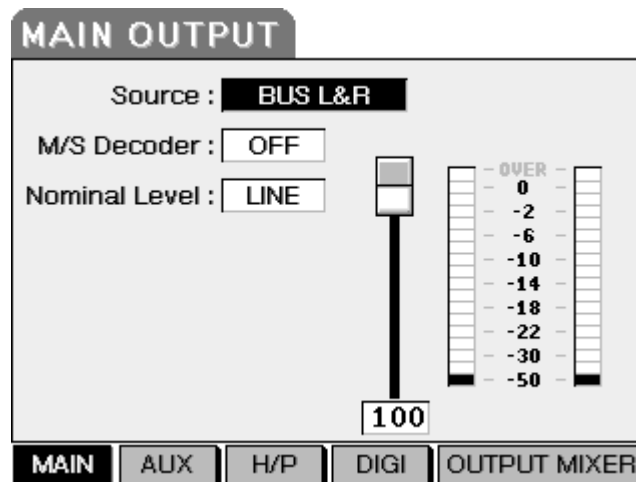 MAIN OUTPUT
Source : BUS L&R
M/S Decoder : OFF
Nominal Level : LINE
OVER
0
-2
-6
-10
-14
-18
-22
-30
-50
100
MAIN AUX H/P DIGI OUTPUT MIXER